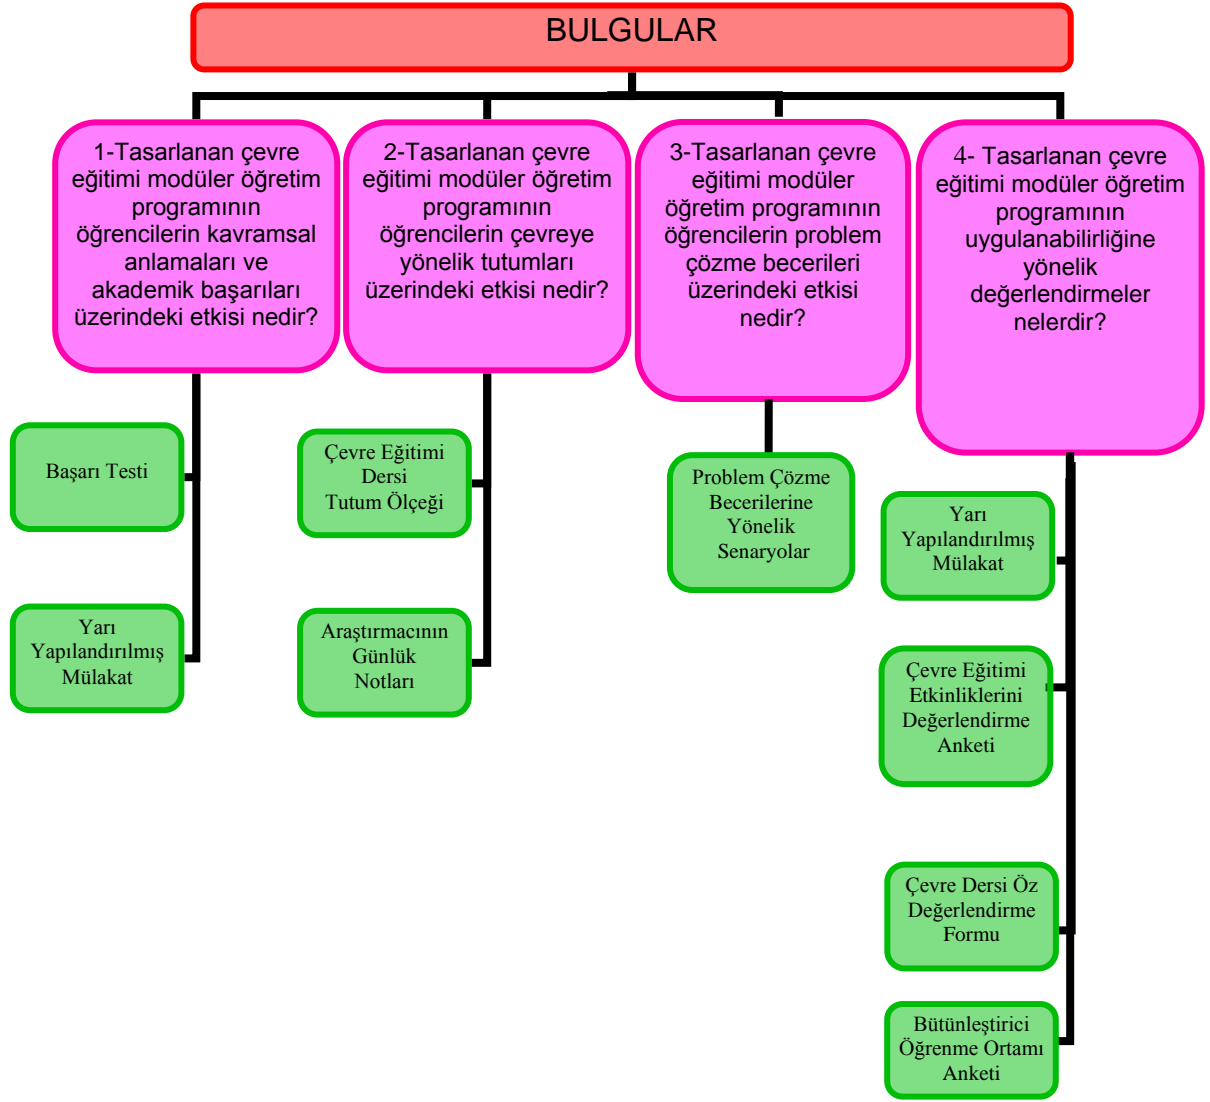 BULGULAR
1-Tasarlanan çevre
eğitimi modüler öğretim
programının
öğrencilerin kavramsal
anlamaları ve
akademik başarıları
üzerindeki etkisi nedir?
2-Tasarlanan çevre
eğitimi modüler öğretim
programının
öğrencilerin çevreye
yönelik tutumları
üzerindeki etkisi nedir?
3-Tasarlanan çevre
eğitimi modüler
öğretim programının
öğrencilerin problem
çözme becerileri
üzerindeki etkisi
nedir?
4- Tasarlanan çevre
eğitimi modüler öğretim
programının
uygulanabilirliğine
yönelik
değerlendirmeler
nelerdir?
Başarı Testi
Yarı
Yapılandırılmış
Mülakat
Çevre Eğitimi
Dersi
Tutum Ölçeği
Araştırmacının
Günlük
Notları
Problem Çözme
Becerilerine
Yönelik
Senaryolar
Yarı
Yapılandırılmış
Mülakat
Çevre Eğitimi
Etkinliklerini
Değerlendirme
Anketi
Çevre Dersi Öz
Değerlendirme
Formu
Bütünleştirici
Öğrenme Ortamı
Anketi